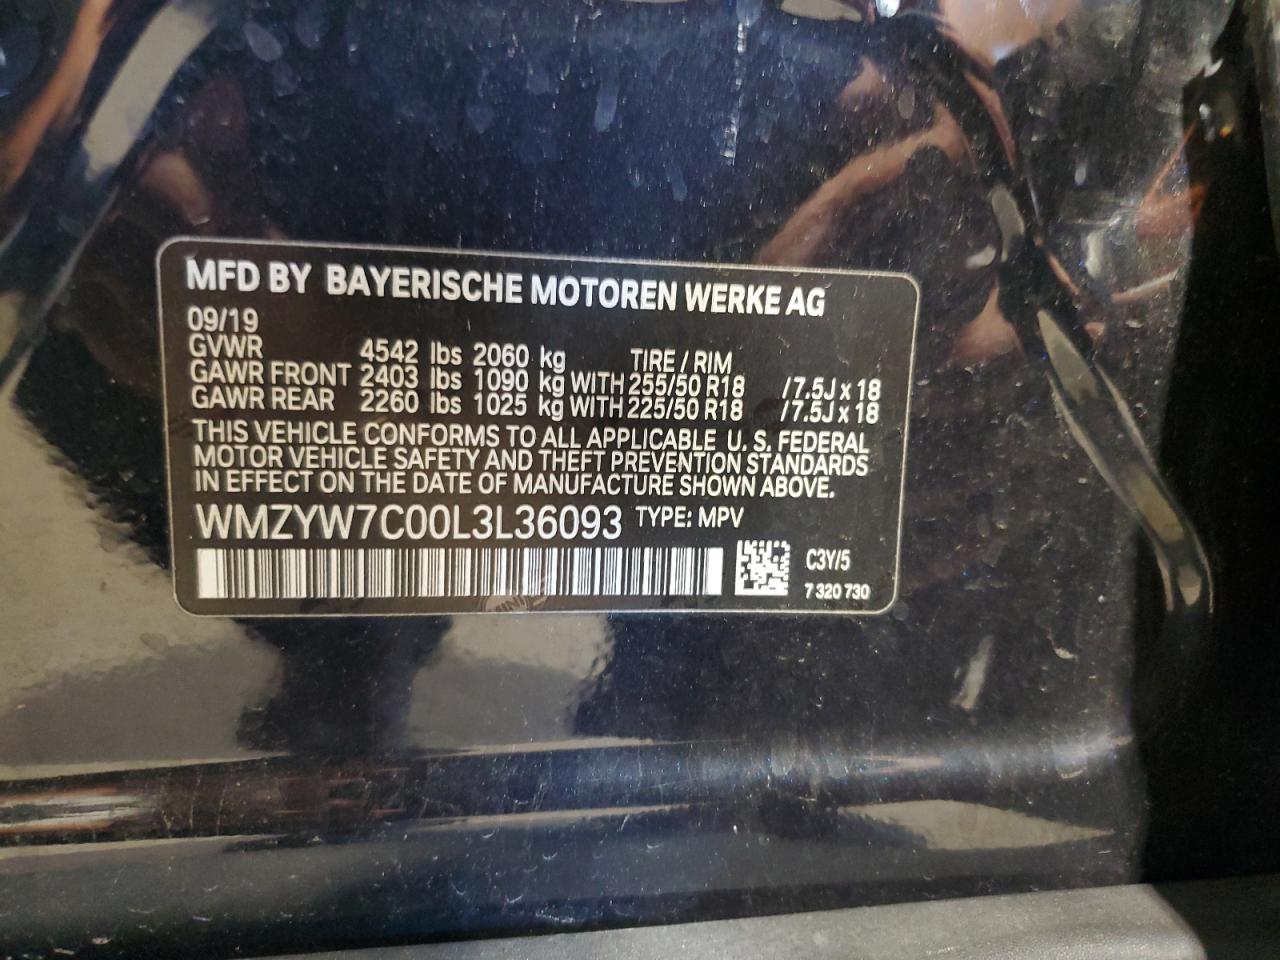 MFD BY BAYERISCHE MOTOREN WERKE AG
09/19
GVWR 4542 lbs 2060 kg TIRE / RIM
GAWR FRONT 2403 lbs 1090 kg WITH 255/50 R18 /7.5J x 18
GAWR REAR 2260 lbs 1025 kg WITH 225/50 R18 /7.5J x 18
THIS VEHICLE CONFORMS TO ALL APPLICABLE U. S. FEDERAL
MOTOR VEHICLE SAFETY AND THEFT PREVENTION STANDARDS
IN EFFECT ON THE DATE OF MANUFACTURE SHOWN ABOVE.
WMZYW7C00L3L36093 TYPE: MPV
C3Y/5
7 320 730
MINI